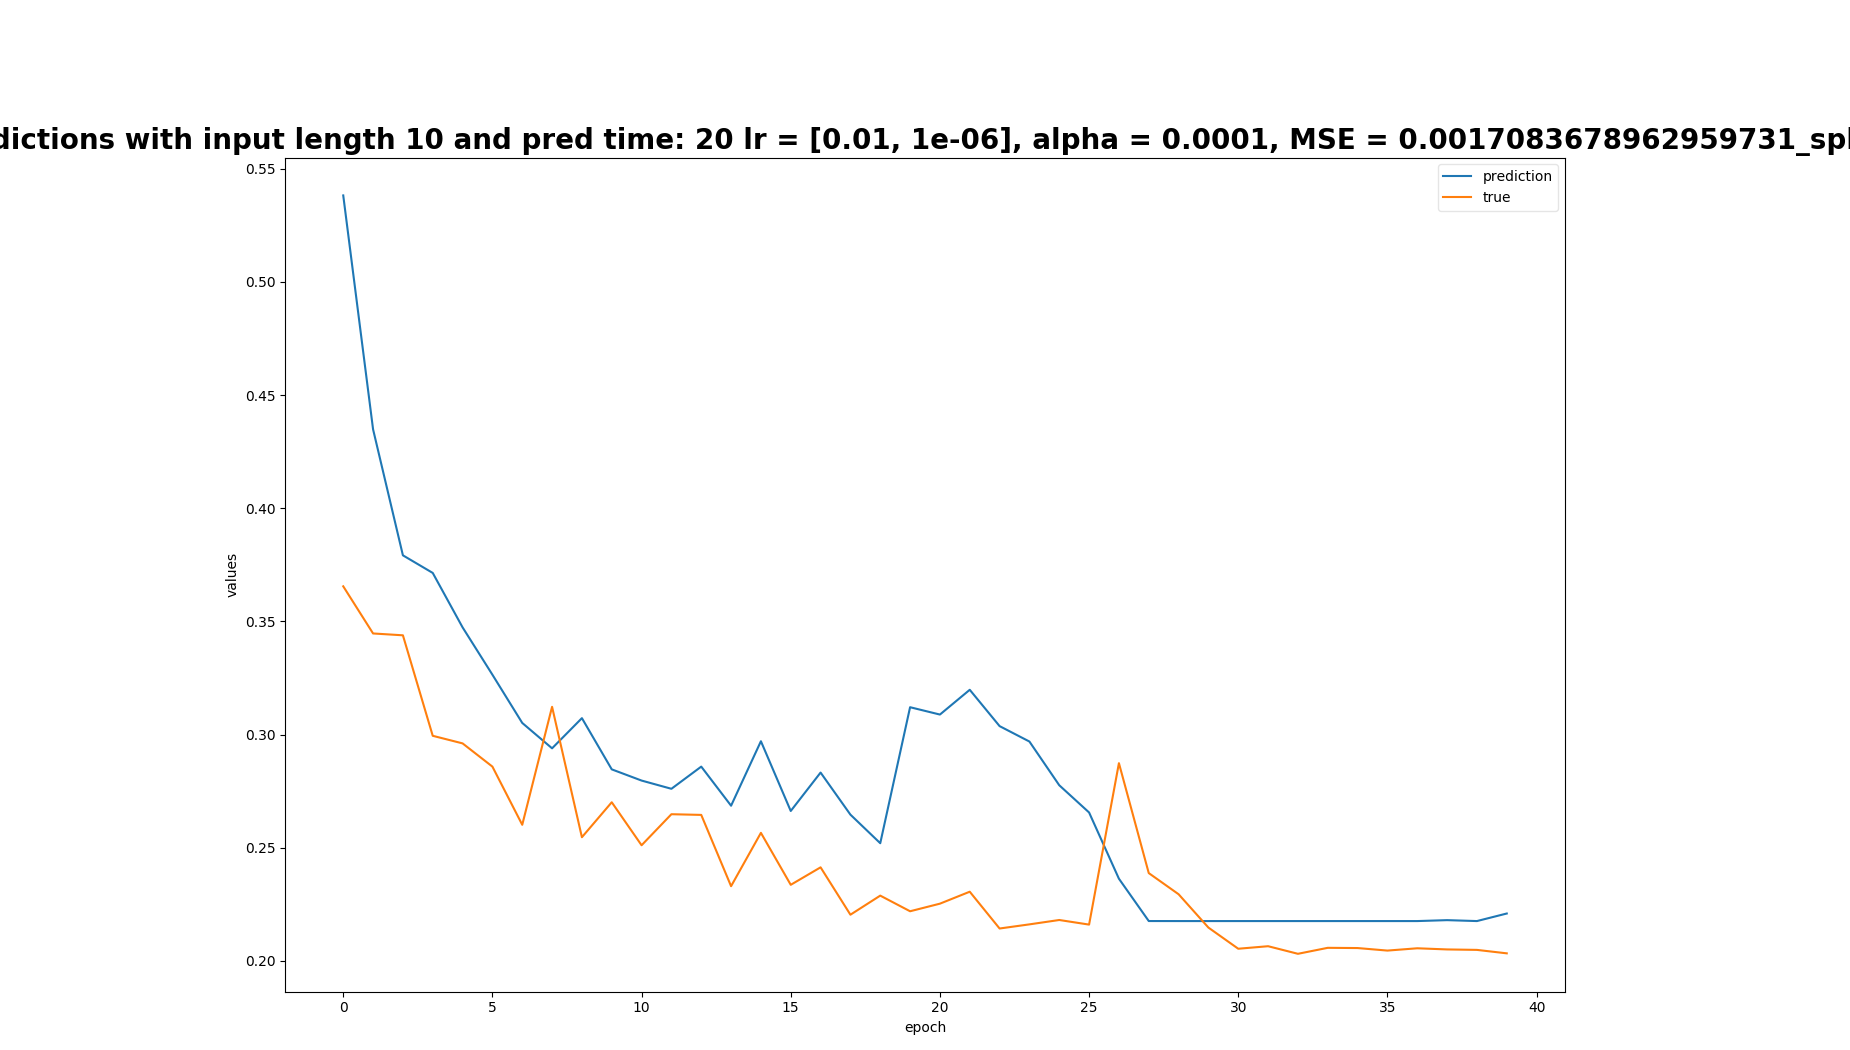 dictions with input length 10 and pred time: 20 lr = [0.01, 1e-06], alpha = 0.0001, MSE = 0.0017083678962959731_spl
prediction
true
0.55
0.50
0.45
0.40
0.35
0.30
0.25
0.20
values
0 5 10 15 20 25 30 35 40
epoch